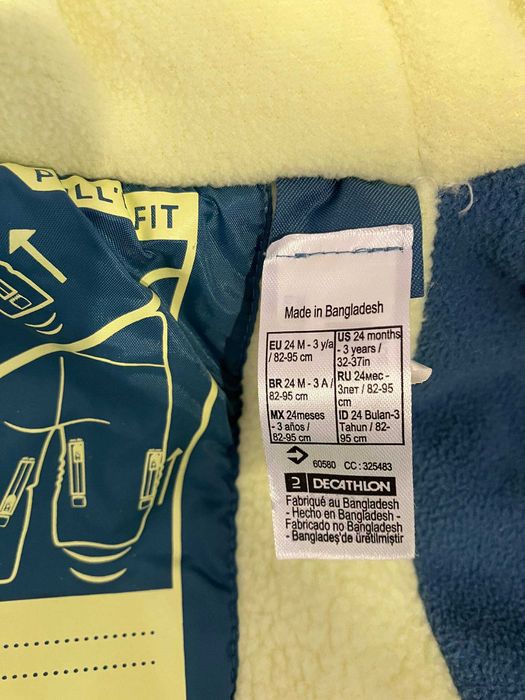 PULL'
FIT
Made in Bangladesh
EU 24 M - 3 y/a
/ 82-95 cm
US 24 months
- 3 years /
32-37in
BR 24 M - 3 A /
82-95 cm
RU 24мес -
3лет / 82-95
cm
MX 24meses
- 3 años /
82-95 cm
ID 24 Bulan-3
Tahun / 82-
95 cm
60580 CC : 325483
DECATHLON
Fabriqué au Bangladesh
- Hecho en Bangladesh -
Fabricado no Bangladesh
- Bangladeş'de üretilmiştir